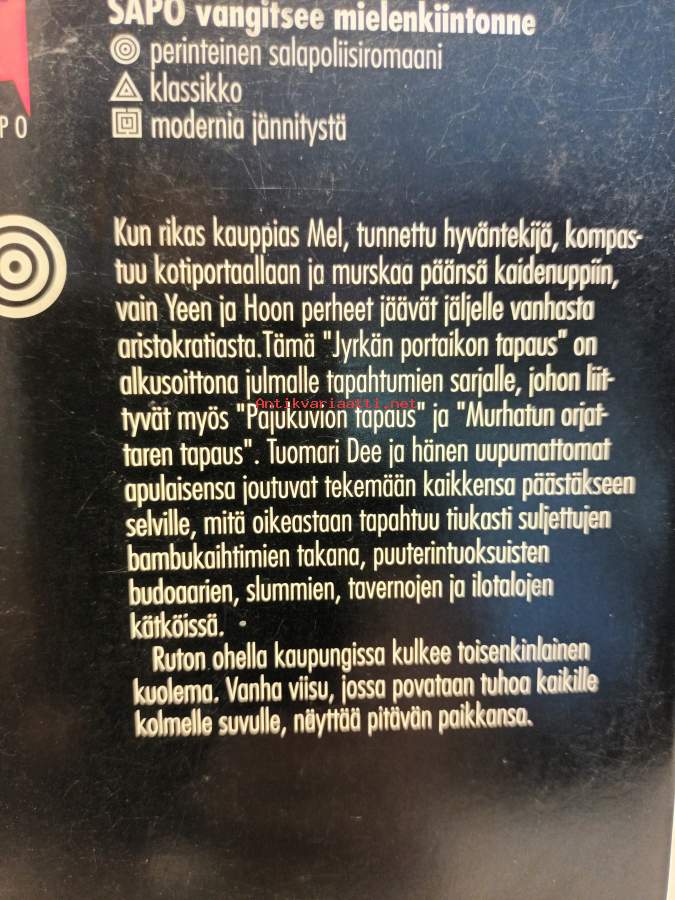 SAPO vangitsee mielenkiintonne
perinteinen salapoliisiromaani
klassikko
PO
modernia jännitystä
Kun rikas kauppias Mel, tunnettu hyväntekijä, kompas-
tuu kotiportaallaan ja murskaa päänsä kaidenuppiin,
vain Yeen ja Hoon perheet jäävät jäljelle vanhasta
aristokratiasta.Tämä "Jyrkän portaikon tapaus" on
alkusoittona julmalle tapahtumien sarjalle, johon liit-
Antikvariaatti.net
tyvät myös "Pajukuvion tapaus" ja "Murhatun orjat-
taren tapaus". Tuomari Dee ja hänen uupumattomat
apulaisensa joutuvat tekemään kaikkensa päästäkseen
selville, mitä oikeastaan tapahtuu tiukasti suljettujen
bambukaihtimien takana, puuterintuoksuisten
budoaarien, slummien, tavernojen ja ilotalojen
kätköissä.
Ruton ohella kaupungissa kulkee toisenkinlainen
kuolema. Vanha viisu, jossa povataan tuhoa kaikille
kolmelle suvulle, näyttää pitävän paikkansa.